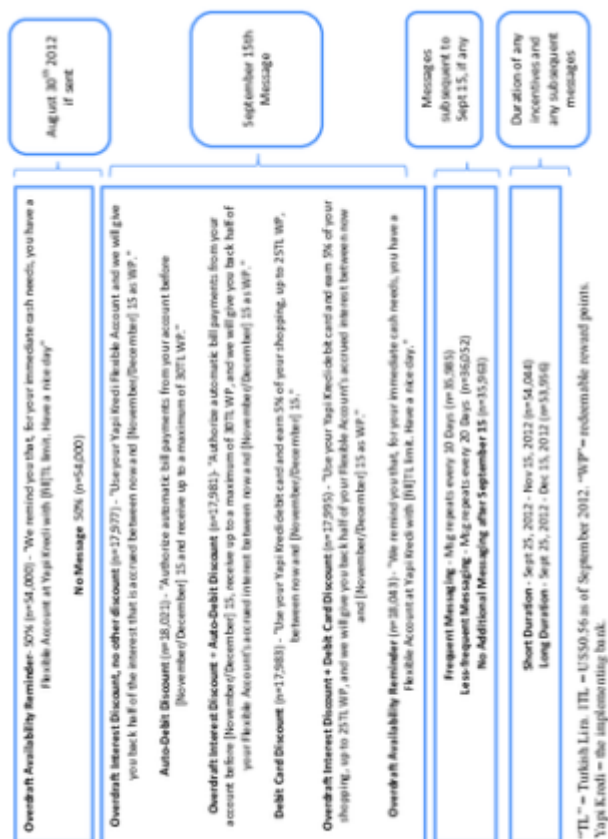 August 30th 2012
if sent
Overdraft Availability Reminder- 50% (n=54,000) - "We remind you that, for your immediate cash needs, you have a
Flexible Account at Yapi Kredi with [fill]TL limit. Have a nice day"
No Message 50% (n=54,000)
September 15th
Message
Overdraft Interest Discount, no other discount (n=17,977) - "Use your Yapi Kredi Flexible Account and we will give
you back half of the interest that is accrued between now and [November/December] 15 as WP."
Auto-Debit Discount (n=18,021) - "Authorize automatic bill payments from your account before
[November/December] 15 and receive up to a maximum of 30TL WP."
Overdraft Interest Discount + Auto-Debit Discount (n=17,981)- "Authorize automatic bill payments from your
account before [November/December] 15, receive up to a maximum of 30TL WP, and we will give you back half of
your Flexible Account's accrued interest between now and [November/December] 15 as WP."
Debit Card Discount (n=17,983) - "Use your Yapi Kredi debit card and earn 5% of your shopping, up to 25TL WP,
between now and [November/December] 15."
Overdraft Interest Discount + Debit Card Discount (n=17,995) - "Use your Yapi Kredi debit card and earn 5% of your
shopping, up to 25TL WP, and we will give you back half of your Flexible Account's accrued interest between now
and [November/December] 15 as WP."
Overdraft Availability Reminder (n=18,043) - "We remind you that, for your immediate cash needs, you have a
Flexible Account at Yapi Kredi with [fill]TL limit. Have a nice day."
Messages
subsequent to
Sept 15, if any
Frequent Messaging - Msg repeats every 10 Days (n=35,985)
Less-frequent Messaging - Msg repeats every 20 Days (n=36,052)
No Additional Messaging after September 15 (n=35,963)
Duration of any
incentives and
any subsequent
messages
Short Duration - Sept 25, 2012 - Nov 15, 2012 (n=54,044)
Long Duration - Sept 25, 2012 - Dec 15, 2012 (n=53,956)
"TL" = Turkish Lira. 1TL = US$0.56 as of September 2012. "WP" = redeemable reward points.
Yapi Kredi = the implementing bank.